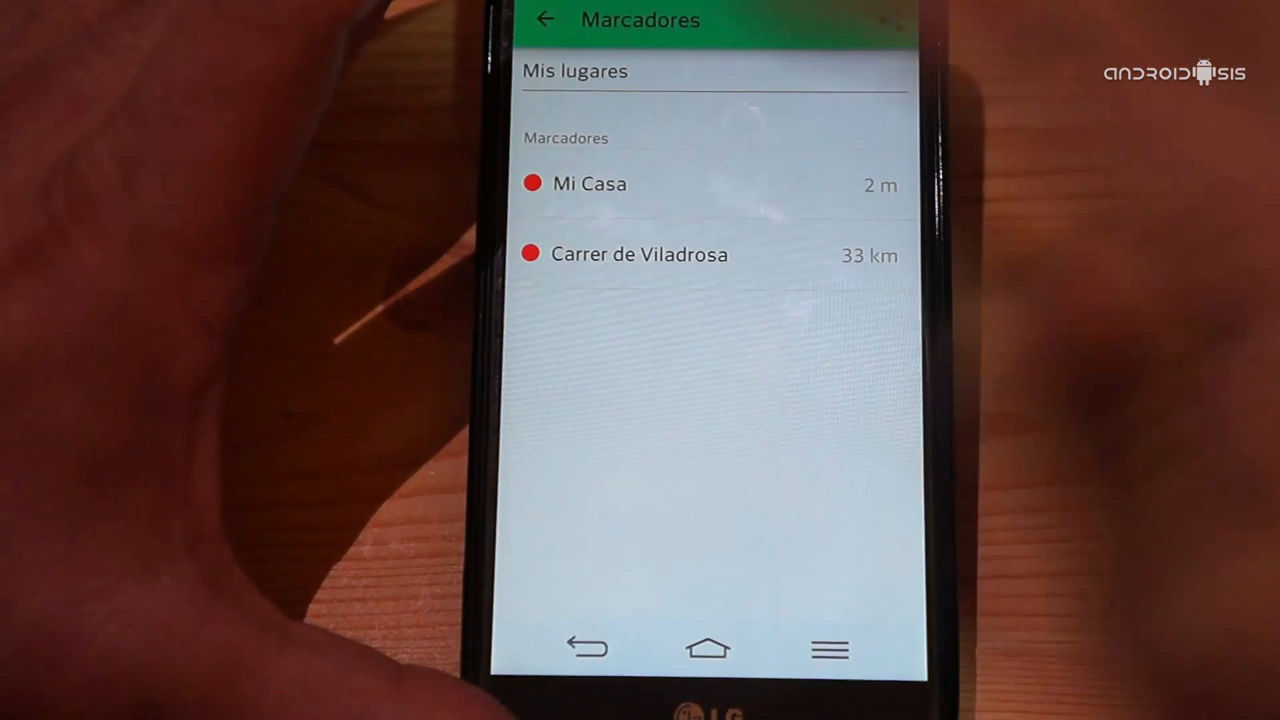 Marcadores
ANDROIDSIS
Mis lugares
Marcadores
Mi Casa 2 m
Carrer de Viladrosa 33 km
LG